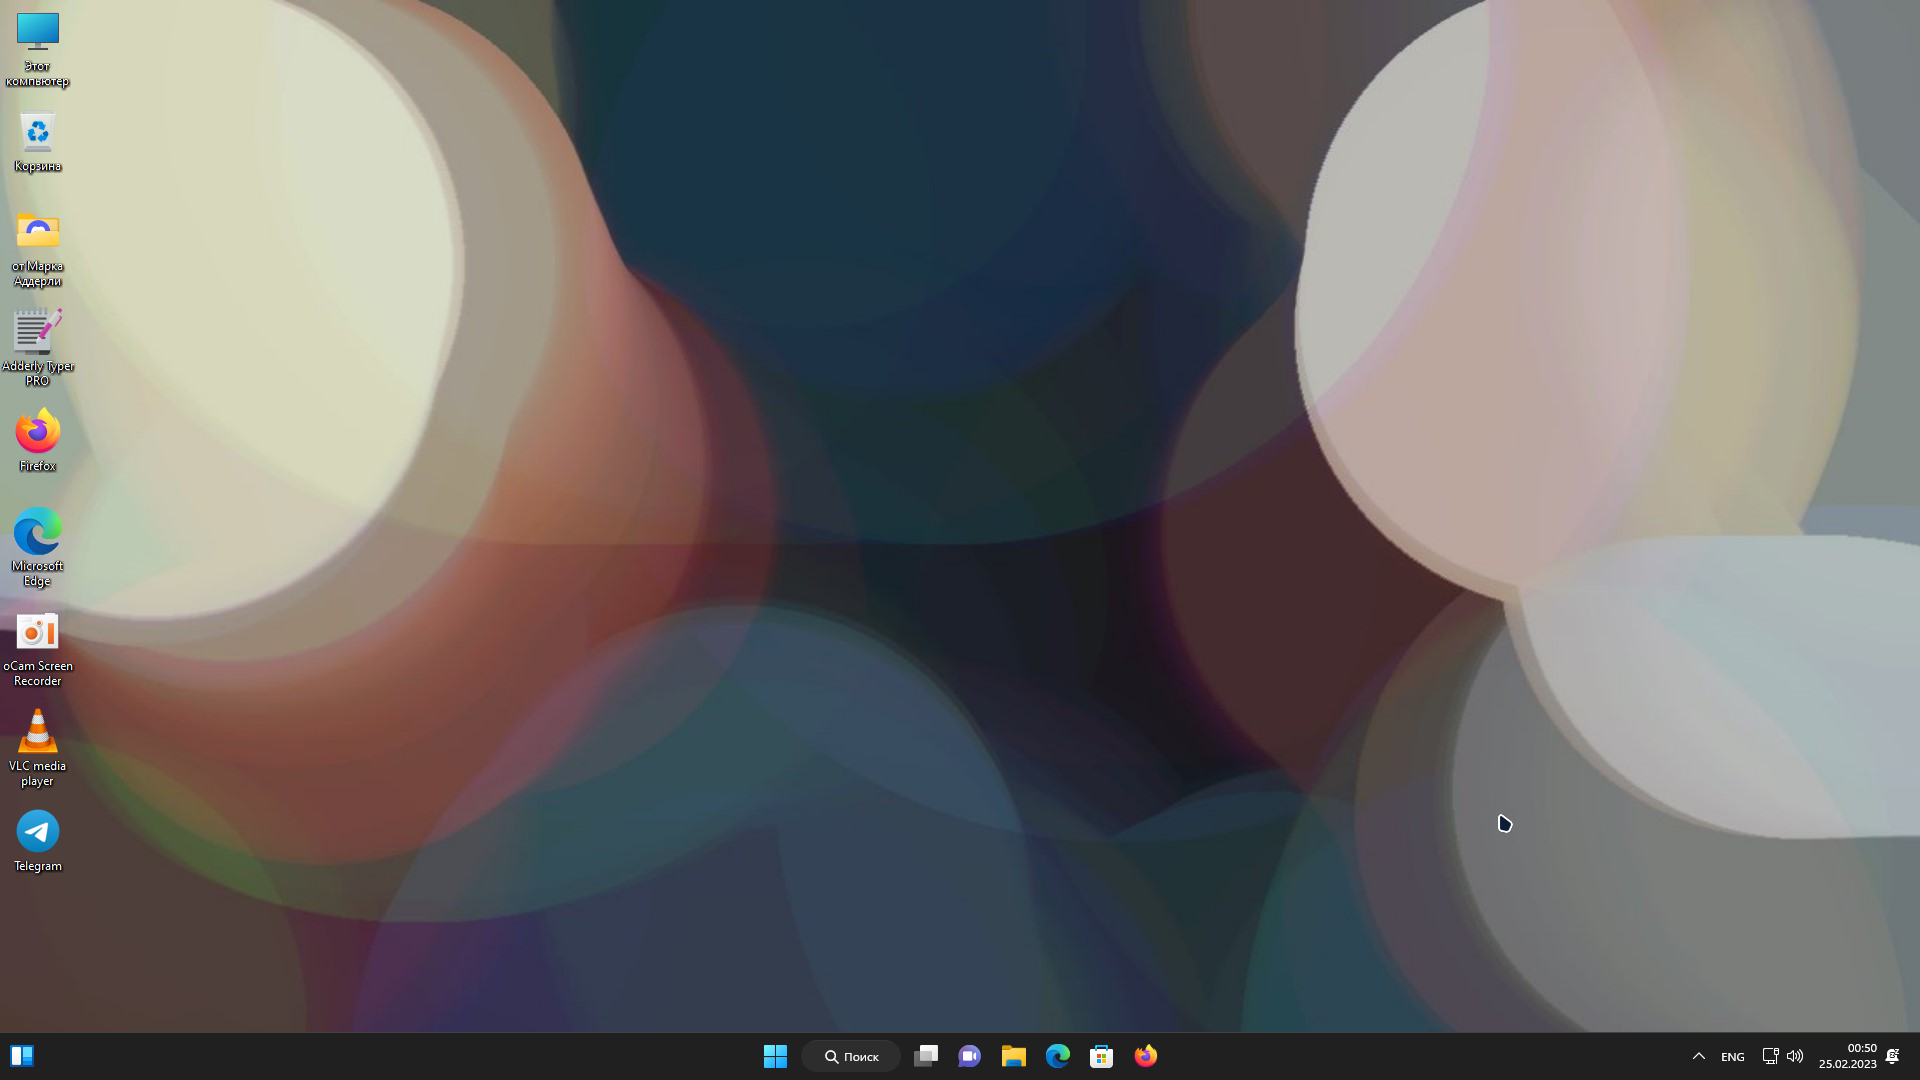 Этот
компьютер
Корзина
от Марка
Аддерли
Adderly Typer
PRO
Firefox
Microsoft
Edge
oCam Screen
Recorder
VLC media
player
Telegram
Поиск
ENG
00:50
25.02.2023